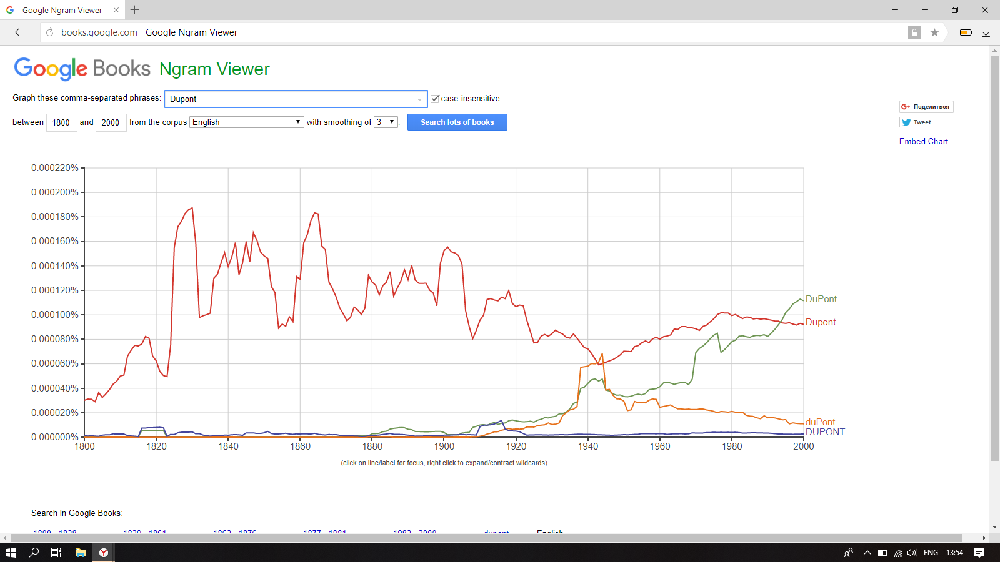 Google Ngram Viewer
books.google.com Google Ngram Viewer
Google Books Ngram Viewer
Graph these comma-separated phrases: Dupont case-insensitive
between 1800 and 2000 from the corpus English with smoothing of 3 . Search lots of books
G+ Поделиться
Tweet
Embed Chart
0.000220%
0.000200%
0.000180%
0.000160%
0.000140%
0.000120%
0.000100%
0.000080%
0.000060%
0.000040%
0.000020%
0.000000%
DuPont
Dupont
duPont
DUPONT
1800 1820 1840 1860 1880 1900 1920 1940 1960 1980 2000
(click on line/label for focus, right click to expand/contract wildcards)
Search in Google Books:
ENG 13:54